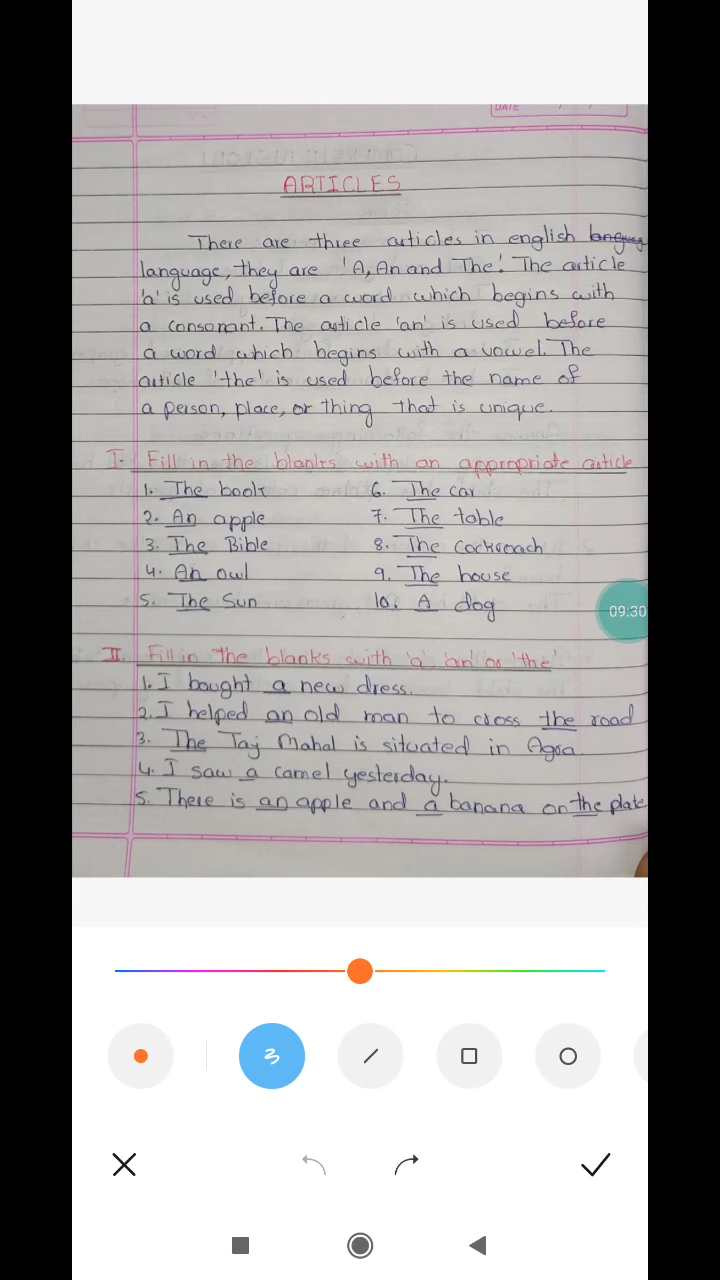 DATE / /
ARTICLES
There are three articles in english
language, they are 'A, An and The'. The article
'a' is used before a word which begins with
a consonant. The article 'an' is used before
a word which begins with a vowel. The
article 'the' is used before the name of
a person, place, or thing that is unique.
I. Fill in the blanks with an appropriate article
1. The book 6. The car
2. An apple 7. The table
3. The Bible 8. The Cockroach
4. An owl 9. The house
5. The Sun 10. A dog
09:30
II. Fill in the blanks with 'a', 'an' or 'the'
1. I bought a new dress.
2. I helped an old man to cross the road
3. The Taj Mahal is situated in Agra
4. I saw a camel yesterday.
5. There is an apple and a banana on the plate